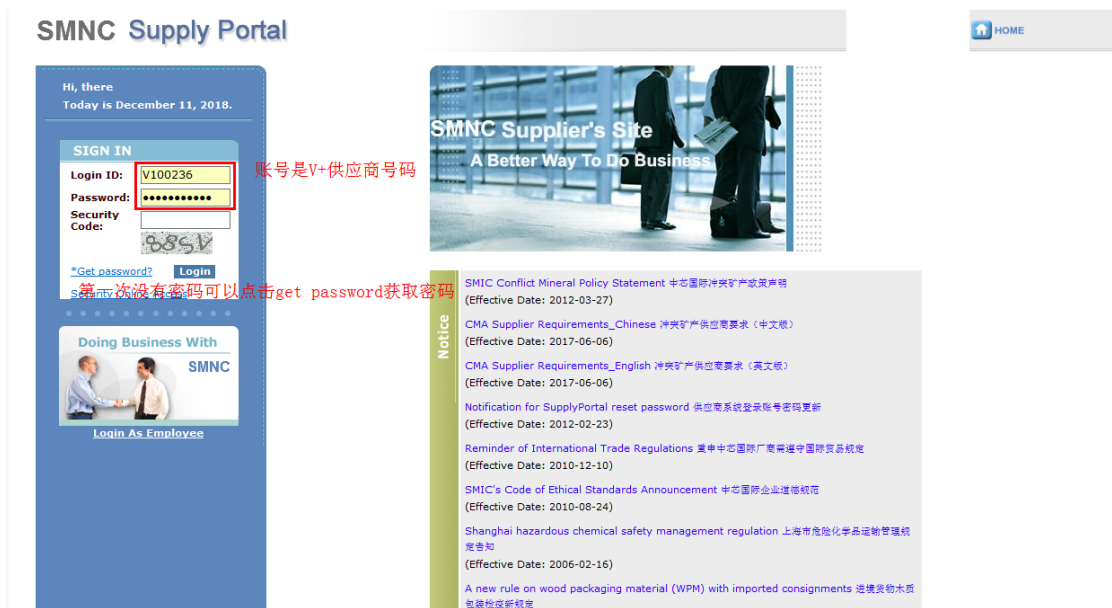 SMNC Supply Portal
HOME
Hi, there
Today is December 11, 2018.
SIGN IN
Login ID: V100236
账号是V+供应商号码
Password: ●●●●●●●●●●●
Security
Code:
*Get password? Login
第一次没有密码可以点击get password获取密码
Security Online Access
Doing Business With
SMNC
Login As Employee
SMNC Supplier's Site
A Better Way To Do Business
Notice
SMIC Conflict Mineral Policy Statement 中芯国际冲突矿产政策声明
(Effective Date: 2012-03-27)
CMA Supplier Requirements_Chinese 冲突矿产供应商要求（中文版）
(Effective Date: 2017-06-06)
CMA Supplier Requirements_English 冲突矿产供应商要求（英文版）
(Effective Date: 2017-06-06)
Notification for SupplyPortal reset password 供应商系统登录账号密码更新
(Effective Date: 2012-02-23)
Reminder of International Trade Regulations 重申中芯国际厂商需遵守国际贸易规定
(Effective Date: 2010-12-10)
SMIC's Code of Ethical Standards Announcement 中芯国际企业道德规范
(Effective Date: 2010-08-24)
Shanghai hazardous chemical safety management regulation 上海市危险化学品运输管理规
定告知
(Effective Date: 2006-02-16)
A new rule on wood packaging material (WPM) with imported consignments 进境货物木质
包装检疫新规定